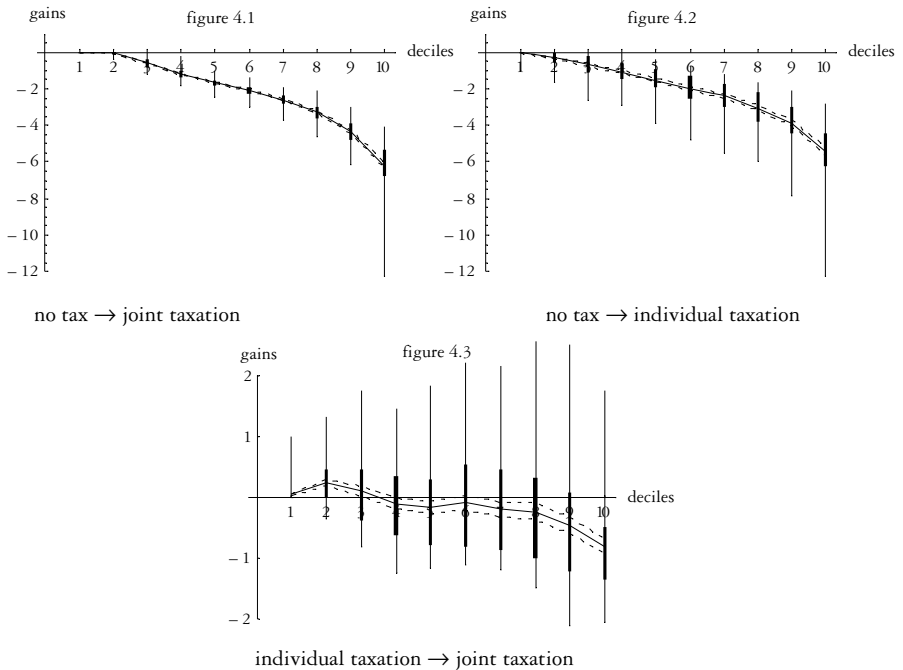 figure 4.1
gains
deciles
1 2 3 4 5 6 7 8 9 10
– 2
– 4
– 6
– 8
– 10
– 12
no tax → joint taxation
figure 4.2
gains
deciles
1 2 3 4 5 6 7 8 9 10
– 2
– 4
– 6
– 8
– 10
– 12
no tax → individual taxation
figure 4.3
gains
2
1
deciles
1 2 3 4 5 6 7 8 9 10
– 1
– 2
individual taxation → joint taxation